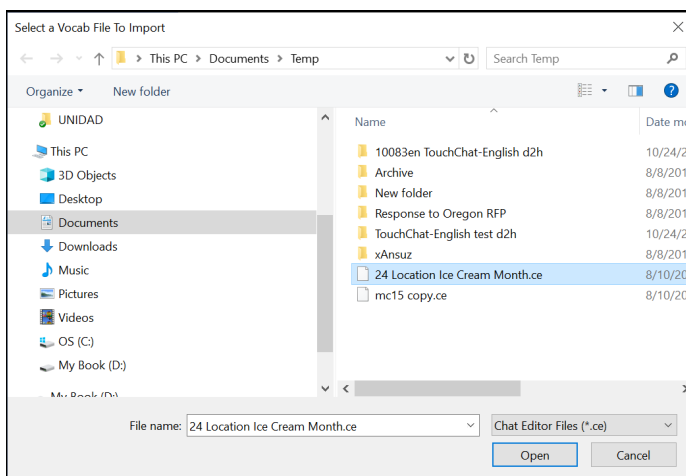 Select a Vocab File To Import
This PC > Documents > Temp
Search Temp
Organize
New folder
UNIDAD
This PC
3D Objects
Desktop
Documents
Downloads
Music
Pictures
Videos
OS (C:)
My Book (D:)
My Book (D:)
Name Date mo
10083en TouchChat-English d2h 10/24/2
Archive 8/8/201
New folder 8/8/201
Response to Oregon RFP 8/8/201
TouchChat-English test d2h 10/24/2
xAnsuz 8/8/201
24 Location Ice Cream Month.ce 8/10/20
mc15 copy.ce 8/10/20
File name: 24 Location Ice Cream Month.ce Chat Editor Files (*.ce)
Open Cancel